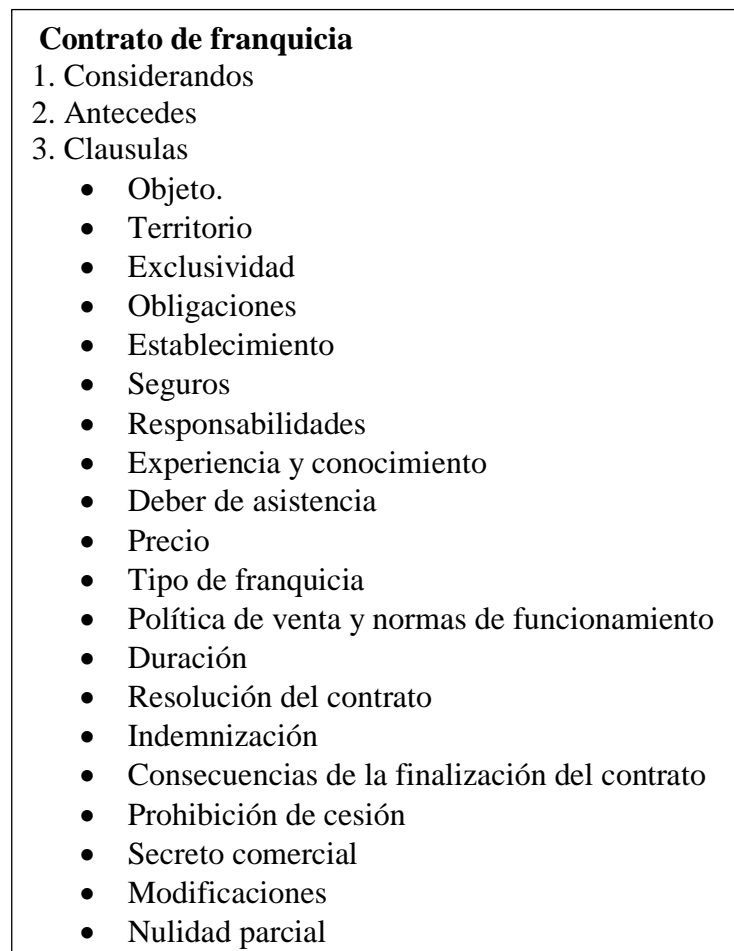 Contrato de franquicia
1. Considerandos
2. Antecedes
3. Clausulas
• Objeto.
• Territorio
• Exclusividad
• Obligaciones
• Establecimiento
• Seguros
• Responsabilidades
• Experiencia y conocimiento
• Deber de asistencia
• Precio
• Tipo de franquicia
• Política de venta y normas de funcionamiento
• Duración
• Resolución del contrato
• Indemnización
• Consecuencias de la finalización del contrato
• Prohibición de cesión
• Secreto comercial
• Modificaciones
• Nulidad parcial